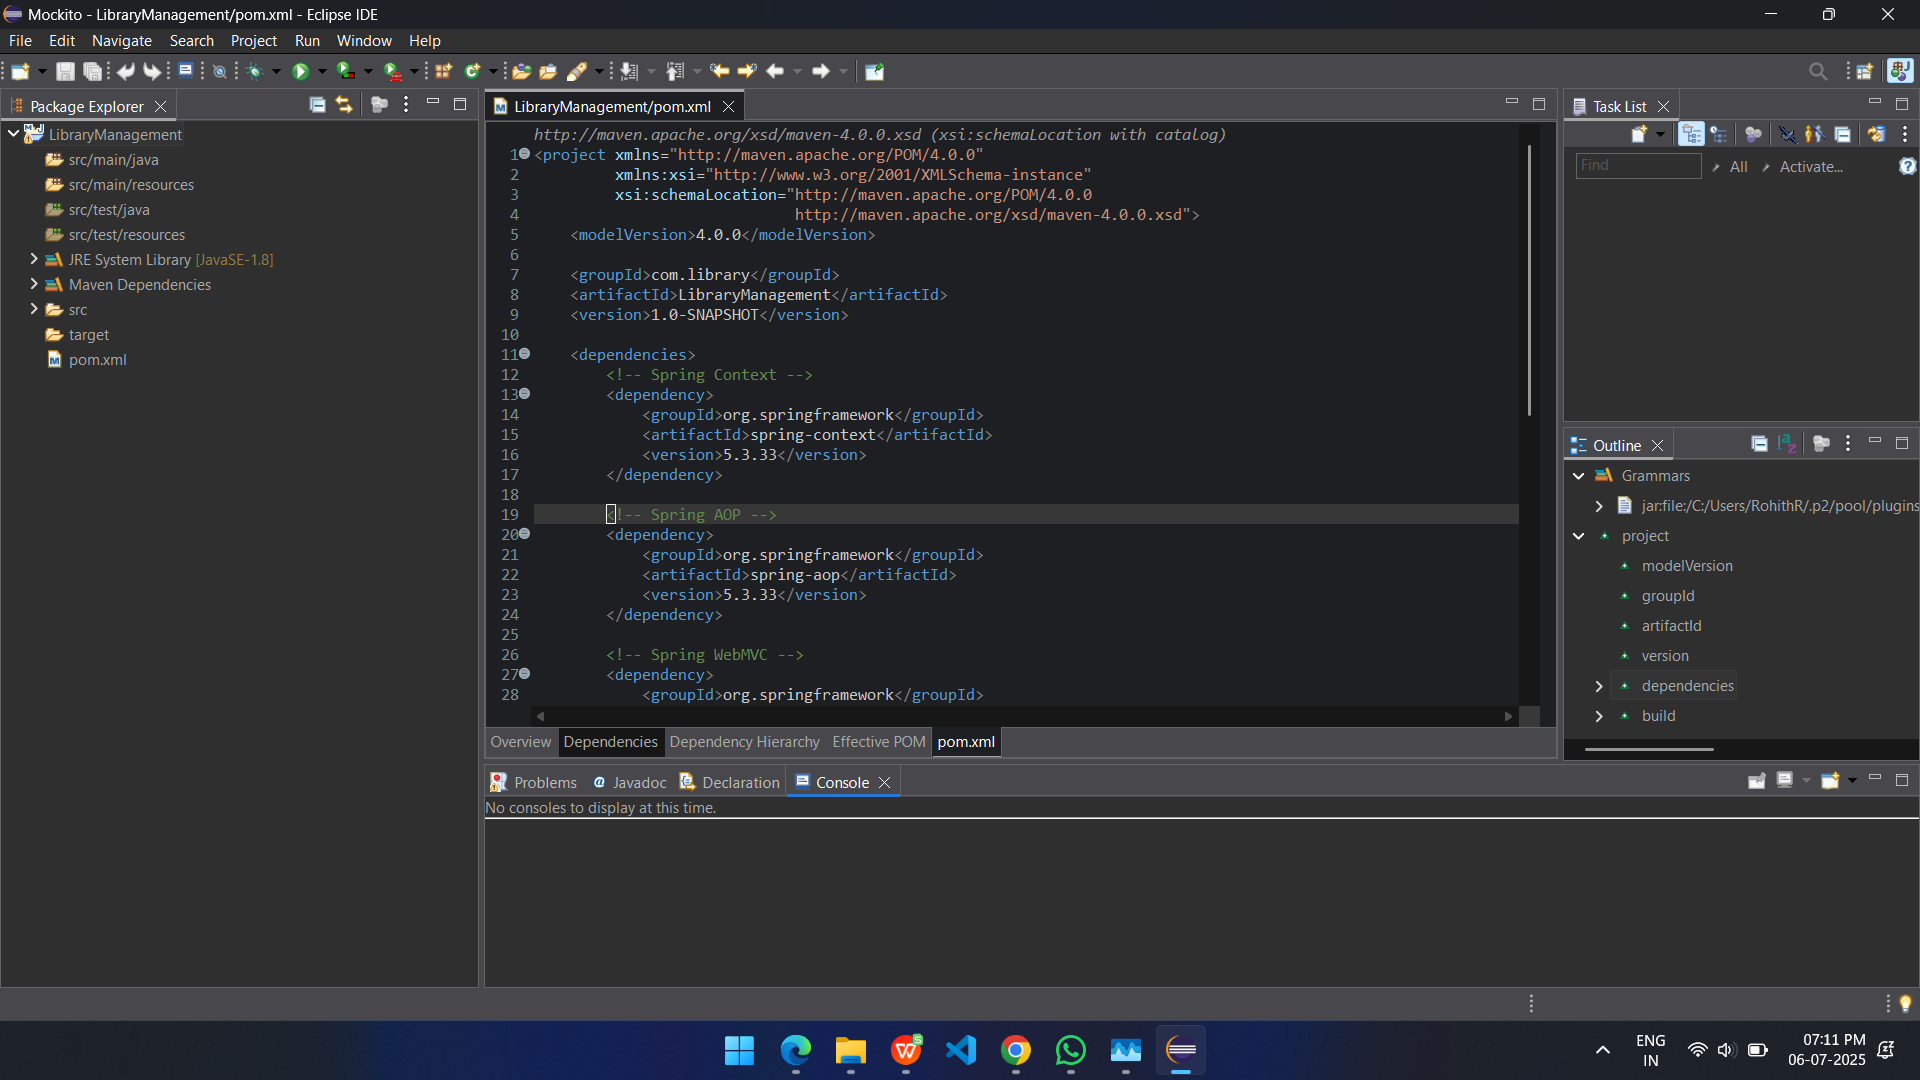 Mockito - LibraryManagement/pom.xml - Eclipse IDE
File Edit Navigate Search Project Run Window Help
Package Explorer
LibraryManagement
src/main/java
src/main/resources
src/test/java
src/test/resources
JRE System Library [JavaSE-1.8]
Maven Dependencies
src
target
pom.xml
LibraryManagement/pom.xml
http://maven.apache.org/xsd/maven-4.0.0.xsd (xsi:schemaLocation with catalog)
1 <project xmlns="http://maven.apache.org/POM/4.0.0"
2 xmlns:xsi="http://www.w3.org/2001/XMLSchema-instance"
3 xsi:schemaLocation="http://maven.apache.org/POM/4.0.0
4 http://maven.apache.org/xsd/maven-4.0.0.xsd">
5 <modelVersion>4.0.0</modelVersion>
6
7 <groupId>com.library</groupId>
8 <artifactId>LibraryManagement</artifactId>
9 <version>1.0-SNAPSHOT</version>
10
11 <dependencies>
12 <!-- Spring Context -->
13 <dependency>
14 <groupId>org.springframework</groupId>
15 <artifactId>spring-context</artifactId>
16 <version>5.3.33</version>
17 </dependency>
18
19 <!-- Spring AOP -->
20 <dependency>
21 <groupId>org.springframework</groupId>
22 <artifactId>spring-aop</artifactId>
23 <version>5.3.33</version>
24 </dependency>
25
26 <!-- Spring WebMVC -->
27 <dependency>
28 <groupId>org.springframework</groupId>
Overview Dependencies Dependency Hierarchy Effective POM pom.xml
Problems Javadoc Declaration Console
No consoles to display at this time.
Task List
Find All Activate...
Outline
Grammars
jar:file:/C:/Users/RohithR/.p2/pool/plugins
project
modelVersion
groupId
artifactId
version
dependencies
build
ENG
IN
07:11 PM
06-07-2025